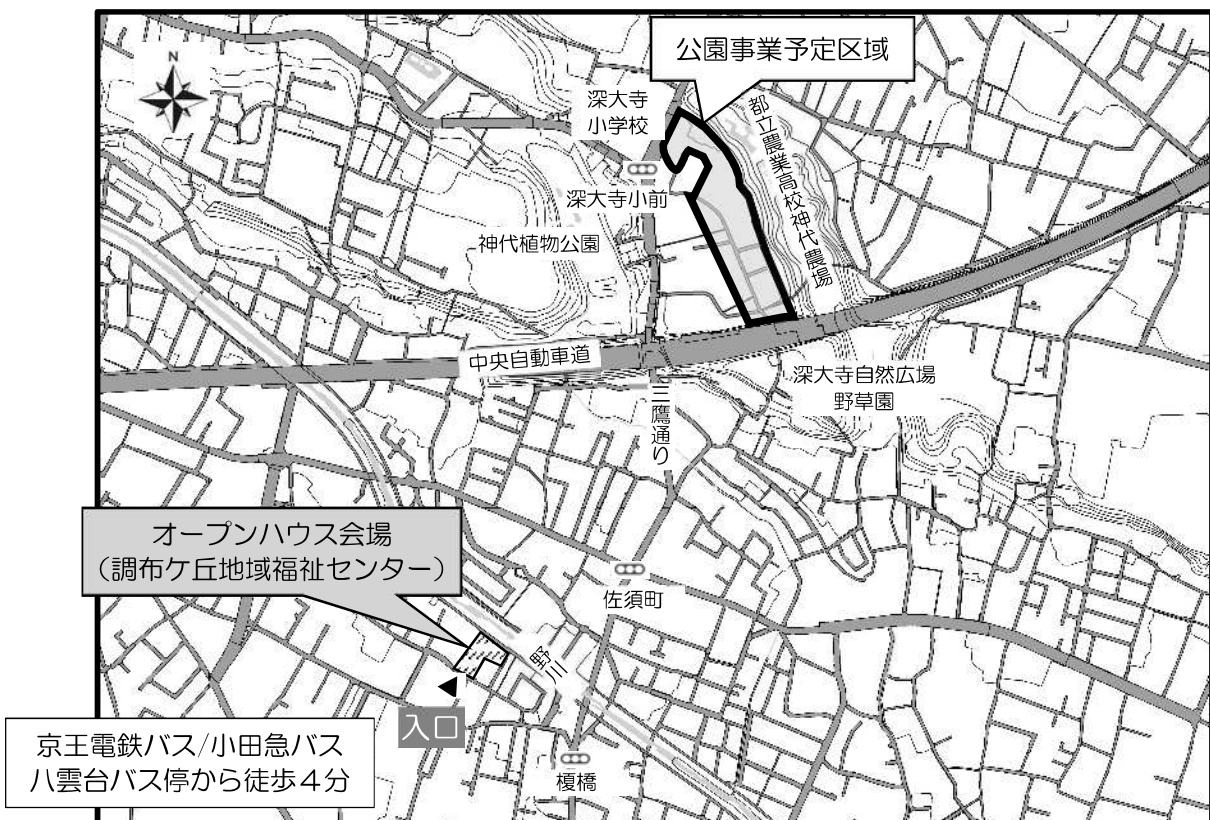 N
公園事業予定区域
深大寺
小学校
都立農業高校神代農場
深大寺小前
神代植物公園
中央自動車道
深大寺自然広場
野草園
三鷹通り
オープンハウス会場
（調布ケ丘地域福祉センター）
佐須町
野川
入口
京王電鉄バス/小田急バス
八雲台バス停から徒歩４分
榎橋